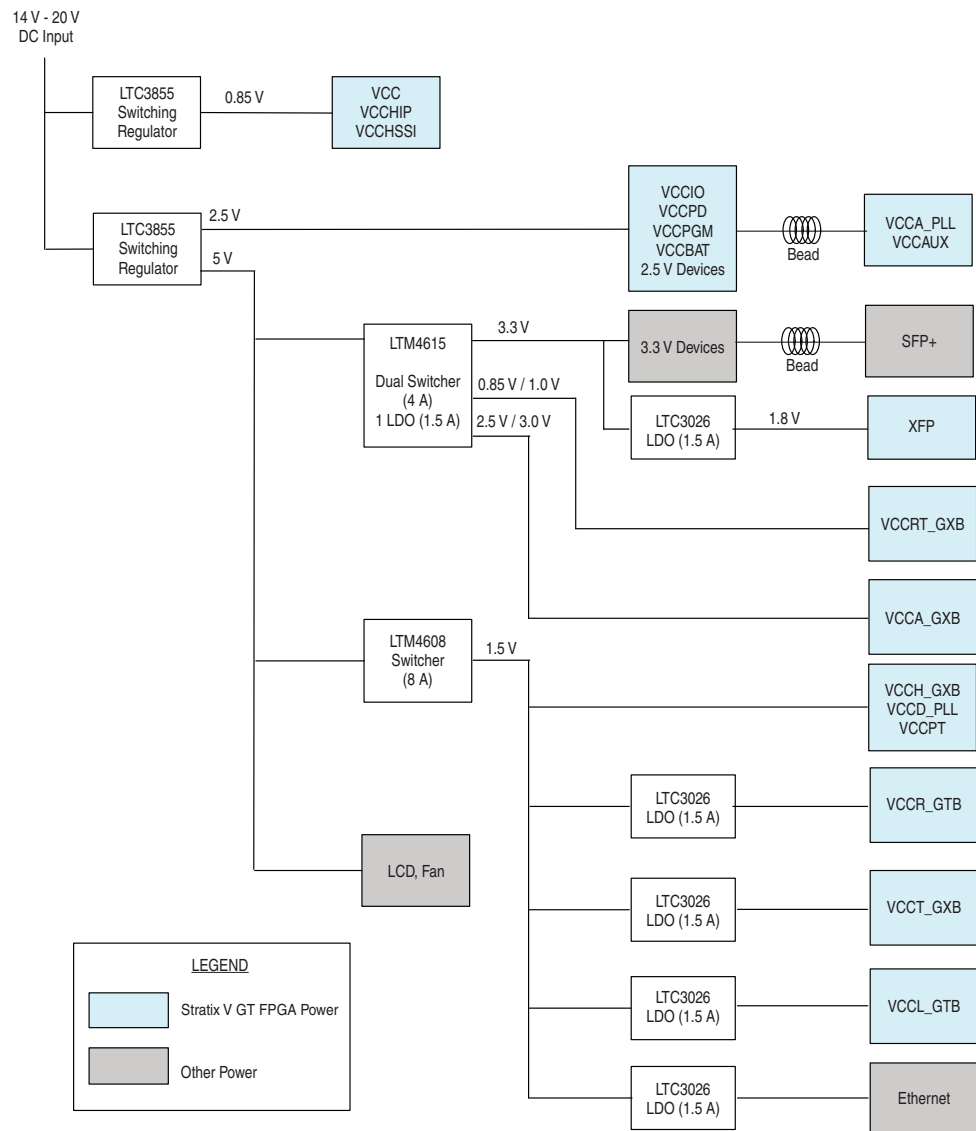 14 V - 20 V
DC Input
LTC3855
Switching
Regulator
0.85 V
VCC
VCCHIP
VCCHSSI
LTC3855
Switching
Regulator
2.5 V
5 V
VCCIO
VCCPD
VCCPGM
VCCBAT
2.5 V Devices
Bead
VCCA_PLL
VCCAUX
LTM4615
Dual Switcher
(4 A)
1 LDO (1.5 A)
3.3 V
0.85 V / 1.0 V
2.5 V / 3.0 V
3.3 V Devices
Bead
SFP+
LTC3026
LDO (1.5 A)
1.8 V
XFP
VCCRT_GXB
VCCA_GXB
LTM4608
Switcher
(8 A)
1.5 V
VCCH_GXB
VCCD_PLL
VCCPT
LTC3026
LDO (1.5 A)
VCCR_GTB
LCD, Fan
LTC3026
LDO (1.5 A)
VCCT_GXB
LTC3026
LDO (1.5 A)
VCCL_GTB
LTC3026
LDO (1.5 A)
Ethernet
LEGEND
Stratix V GT FPGA Power
Other Power